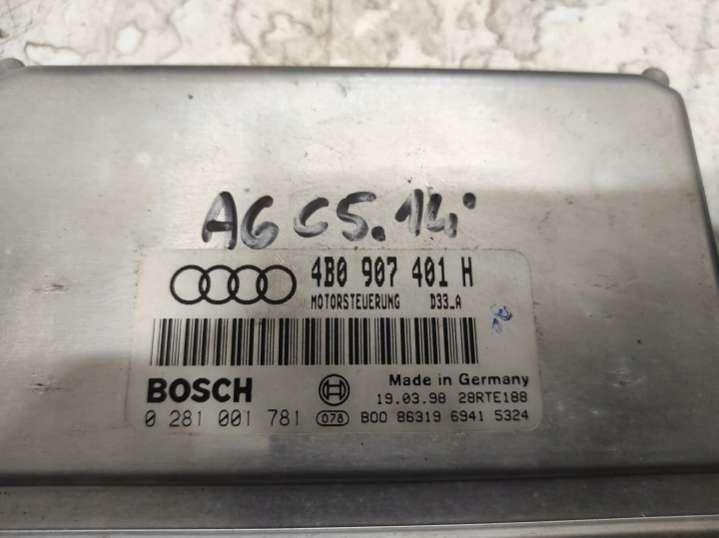 A6 C5.14'
4B0 907 401 H
MOTORSTEUERUNG D33_A
BOSCH
Made in Germany
19.03.98 28RTE188
0 281 001 781 078 B00 86319 6941 5324